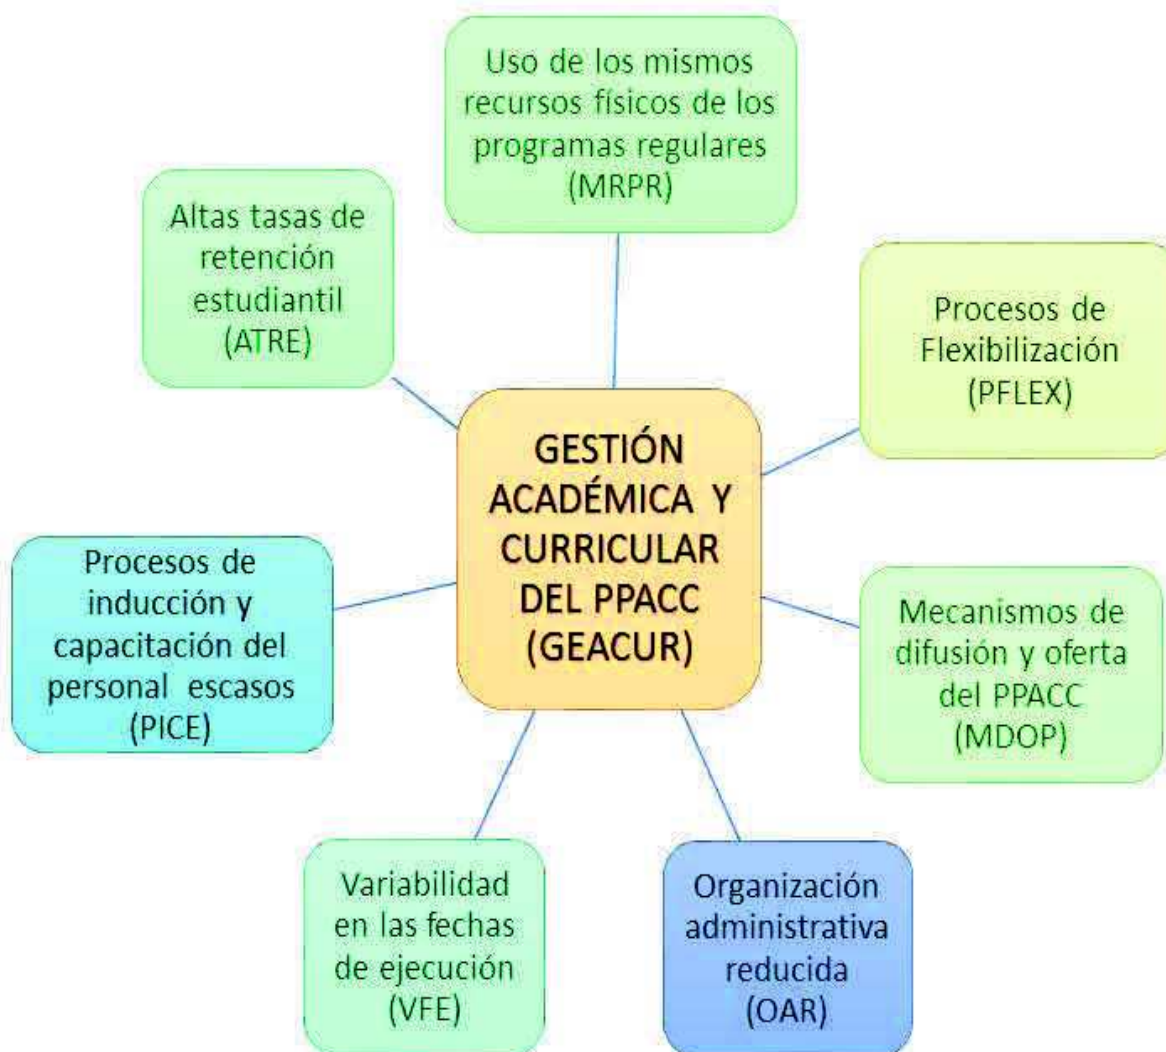 Uso de los mismos
recursos físicos de los
programas regulares
(MRPR)
Altas tasas de
retención
estudiantil
(ATRE)
Procesos de
Flexibilización
(PFLEX)
GESTIÓN
ACADÉMICA Y
CURRICULAR
DEL PPACC
(GEACUR)
Procesos de
inducción y
capacitación del
personal escasos
(PICE)
Mecanismos de
difusión y oferta
del PPACC
(MDOP)
Variabilidad
en las fechas
de ejecución
(VFE)
Organización
administrativa
reducida
(OAR)